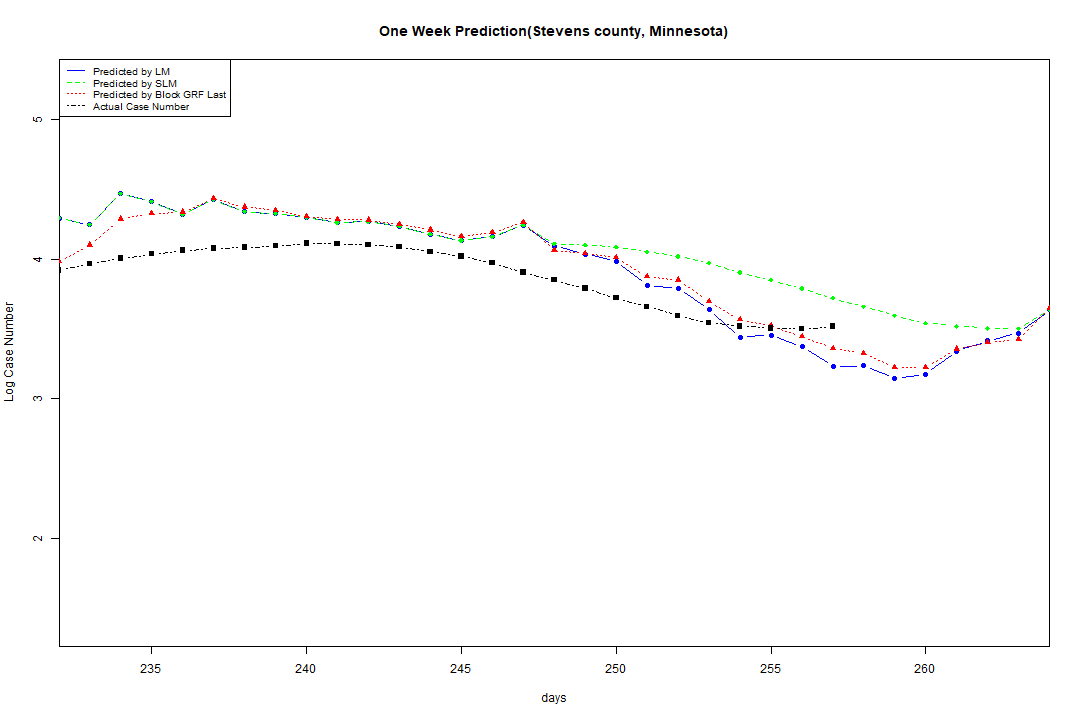 One Week Prediction(Stevens county, Minnesota)
Predicted by LM
Predicted by SLM
Predicted by Block GRF Last
Actual Case Number
5
4
3
2
Log Case Number
235 240 245 250 255 260
days